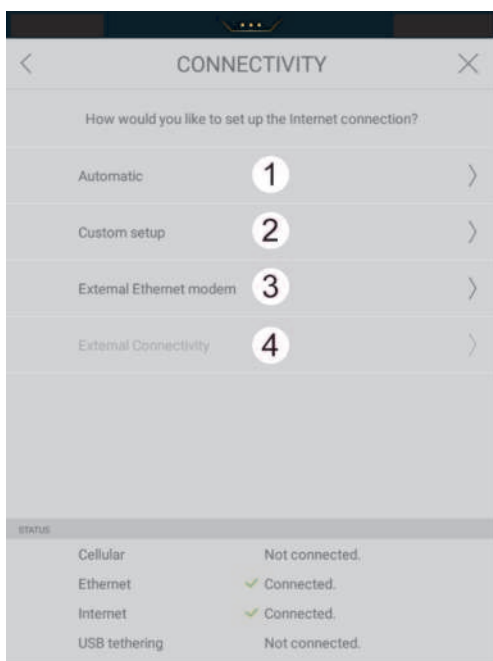 CONNECTIVITY
How would you like to set up the Internet connection?
Automatic 1
Custom setup 2
External Ethernet modem 3
External Connectivity 4
STATUS
Cellular Not connected.
Ethernet Connected.
Internet Connected.
USB tethering Not connected.